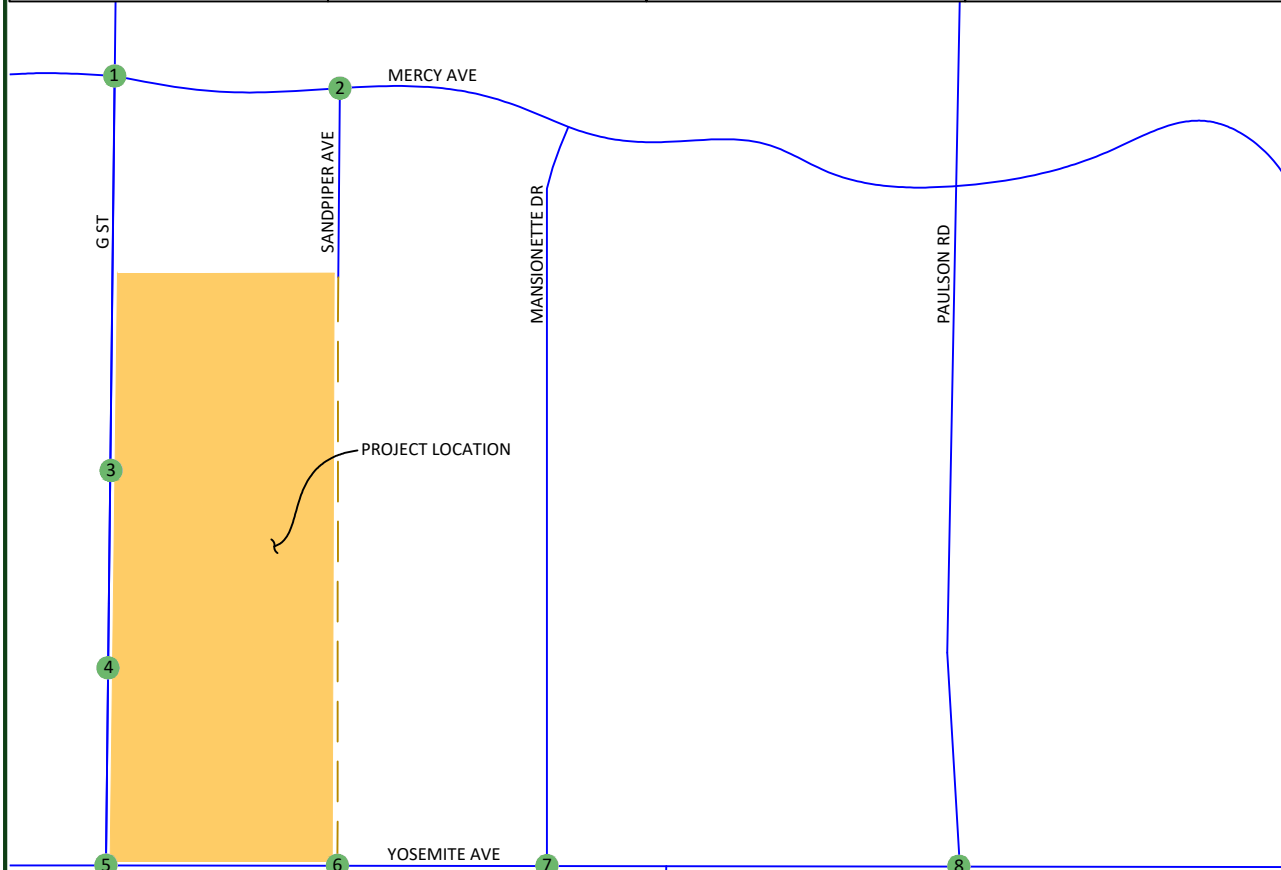 1
2
MERCY AVE
SANDPIPER AVE
G ST
MANSIONETTE DR
PAULSON RD
PROJECT LOCATION
3
4
YOSEMITE AVE
5
6
7
8